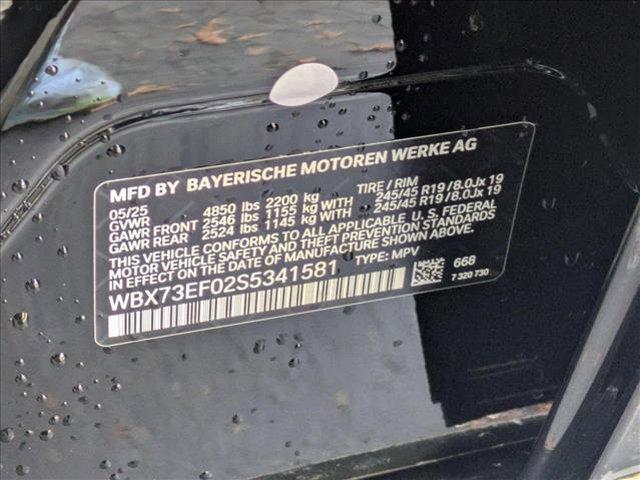 MFD BY BAYERISCHE MOTOREN WERKE AG
05/25 TIRE / RIM
GVWR 4850 lbs 2200 kg
GAWR FRONT 2546 lbs 1155 kg WITH 245/45 R19 / 8.0Jx 19
GAWR REAR 2524 lbs 1145 kg WITH 245/45 R19 / 8.0Jx 19
THIS VEHICLE CONFORMS TO ALL APPLICABLE U. S. FEDERAL
MOTOR VEHICLE SAFETY AND THEFT PREVENTION STANDARDS
IN EFFECT ON THE DATE OF MANUFACTURE SHOWN ABOVE.
WBX73EF02S5341581 TYPE: MPV
668
7 320 730